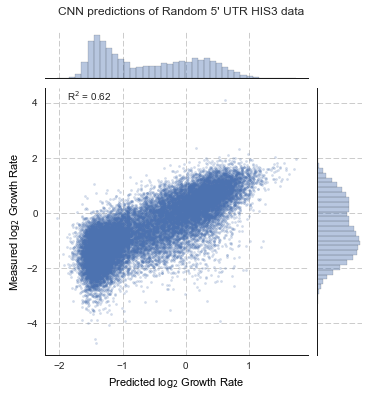 CNN predictions of Random 5' UTR HIS3 data
R² = 0.62
4
2
0
−2
−4
Measured log₂ Growth Rate
−2 −1 0 1
Predicted log₂ Growth Rate